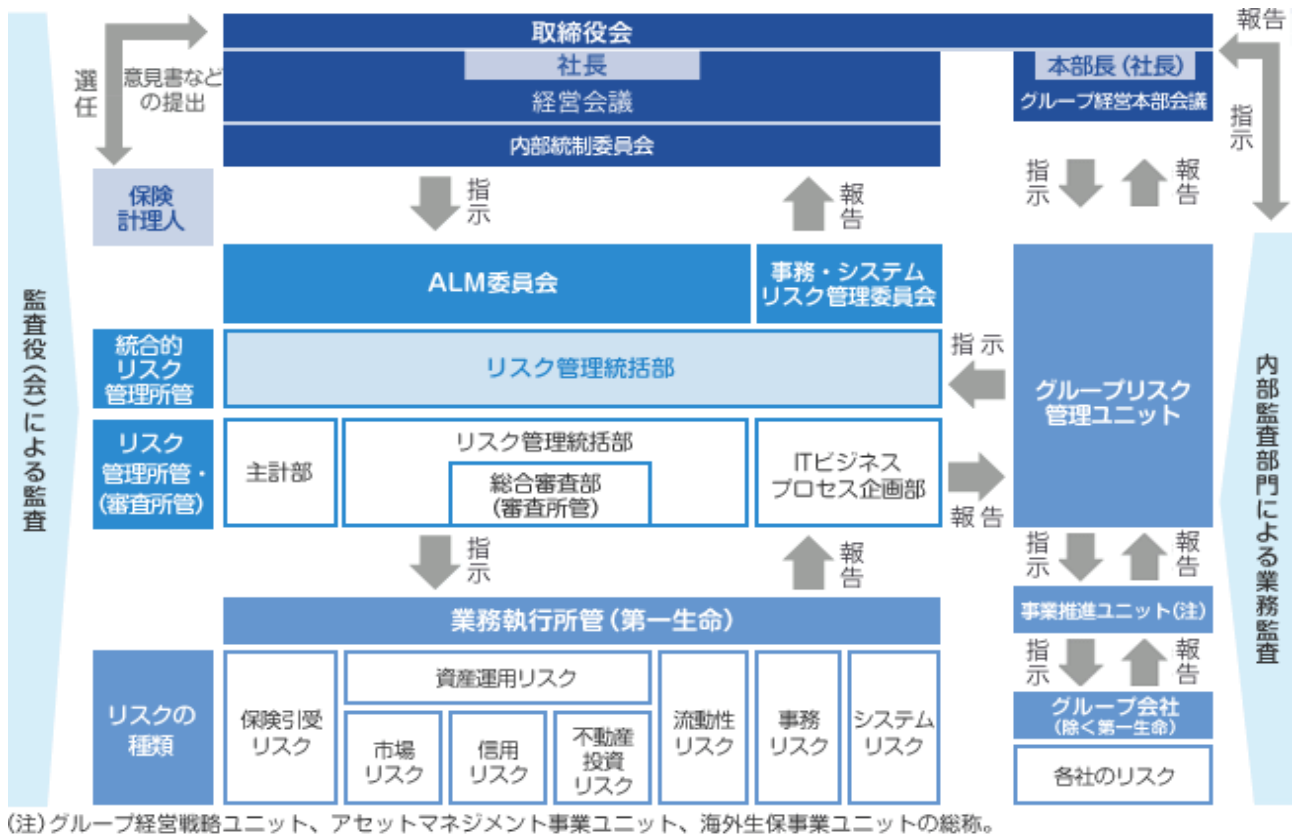 取締役会
社長
経営会議
内部統制委員会
本部長(社長)
グループ経営本部会議
報告
指示
選任
意見書など
の提出
保険
計理人
指示
報告
指示
報告
監査役(会)による監査
ALM委員会
事務・システム
リスク管理委員会
統合的
リスク
管理所管
リスク管理統括部
指示
グループリスク
管理ユニット
内部監査部門による業務監査
リスク
管理所管・
(審査所管)
主計部
リスク管理統括部
総合審査部
(審査所管)
ITビジネス
プロセス企画部
報告
指示
報告
指示
報告
業務執行所管(第一生命)
事業推進ユニット(注)
指示
報告
リスクの
種類
保険引受
リスク
資産運用リスク
市場
リスク
信用
リスク
不動産
投資
リスク
流動性
リスク
事務
リスク
システム
リスク
グループ会社
(除く第一生命)
各社のリスク
(注)グループ経営戦略ユニット、アセットマネジメント事業ユニット、海外生保事業ユニットの総称。